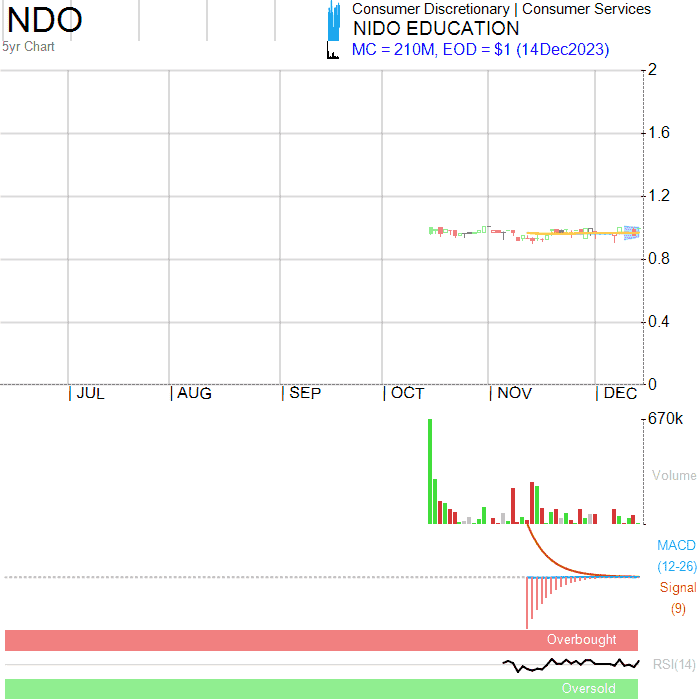 NDO
5yr Chart
Consumer Discretionary | Consumer Services
NIDO EDUCATION
MC = 210M, EOD = $1 (14Dec2023)
2
1.6
1.2
0.8
0.4
0
JUL AUG SEP OCT NOV DEC
670k
Volume
MACD
(12-26)
Signal
(9)
Overbought
RSI(14)
Oversold